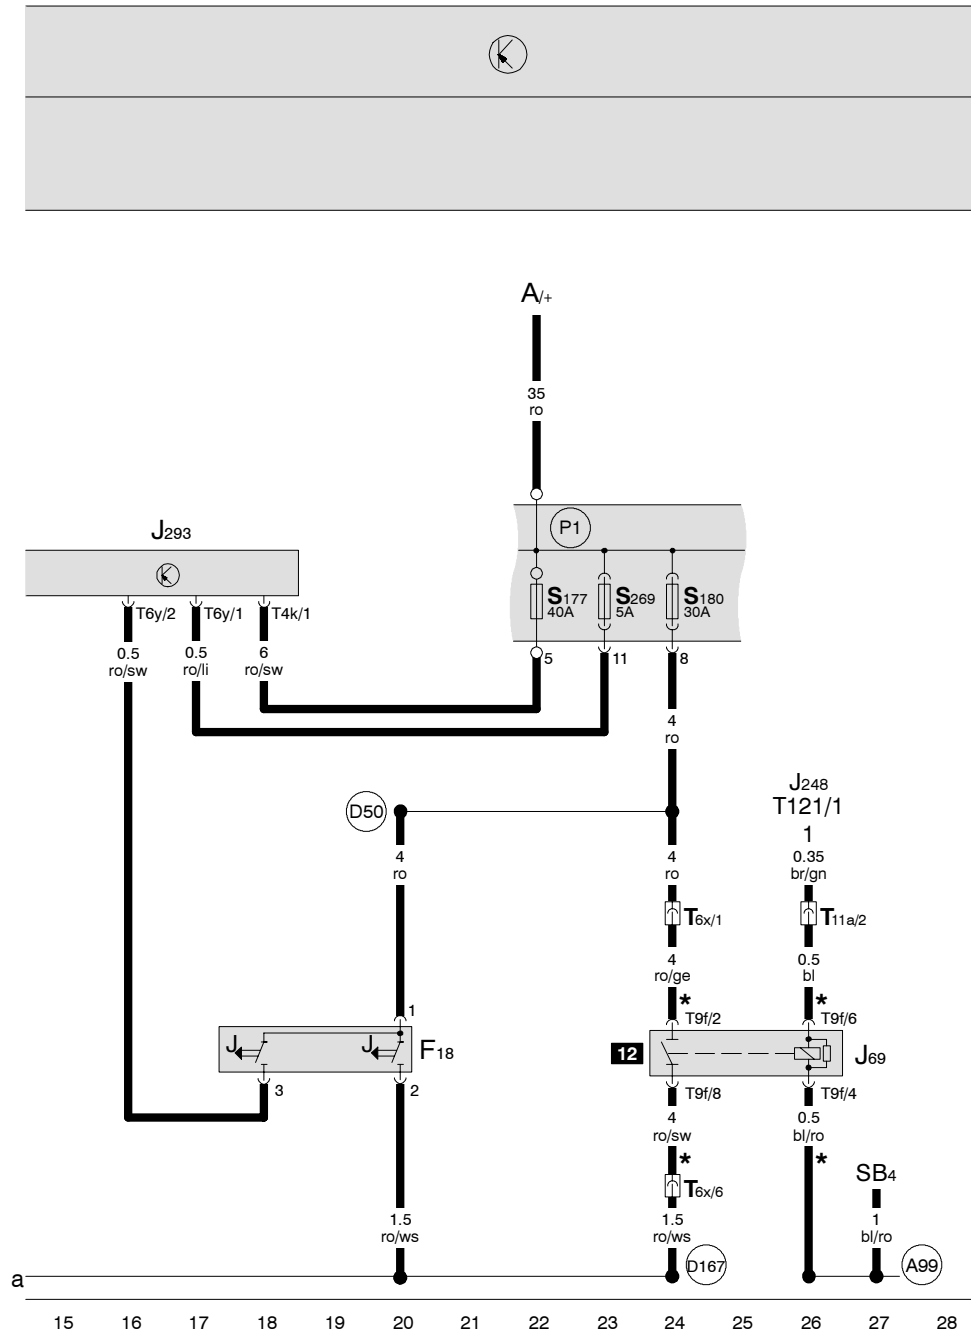 A/+
35
ro
P1
J293
S177
40A
S269
5A
S180
30A
T6y/2
T6y/1
T4k/1
0.5
ro/sw
0.5
ro/li
6
ro/sw
5
11
8
4
ro
J248
T121/1
1
D50
4
ro
4
ro
0.35
br/gn
T6x/1
T11a/2
4
ro/ge
0.5
bl
*
*
1
T9f/2
T9f/6
J
J
F18
12
J69
3
2
T9f/8
T9f/4
4
ro/sw
0.5
bl/ro
*
*
SB4
T6x/6
1.5
ro/ws
1.5
ro/ws
1
bl/ro
D167
A99
a
15 16 17 18 19 20 21 22 23 24 25 26 27 28